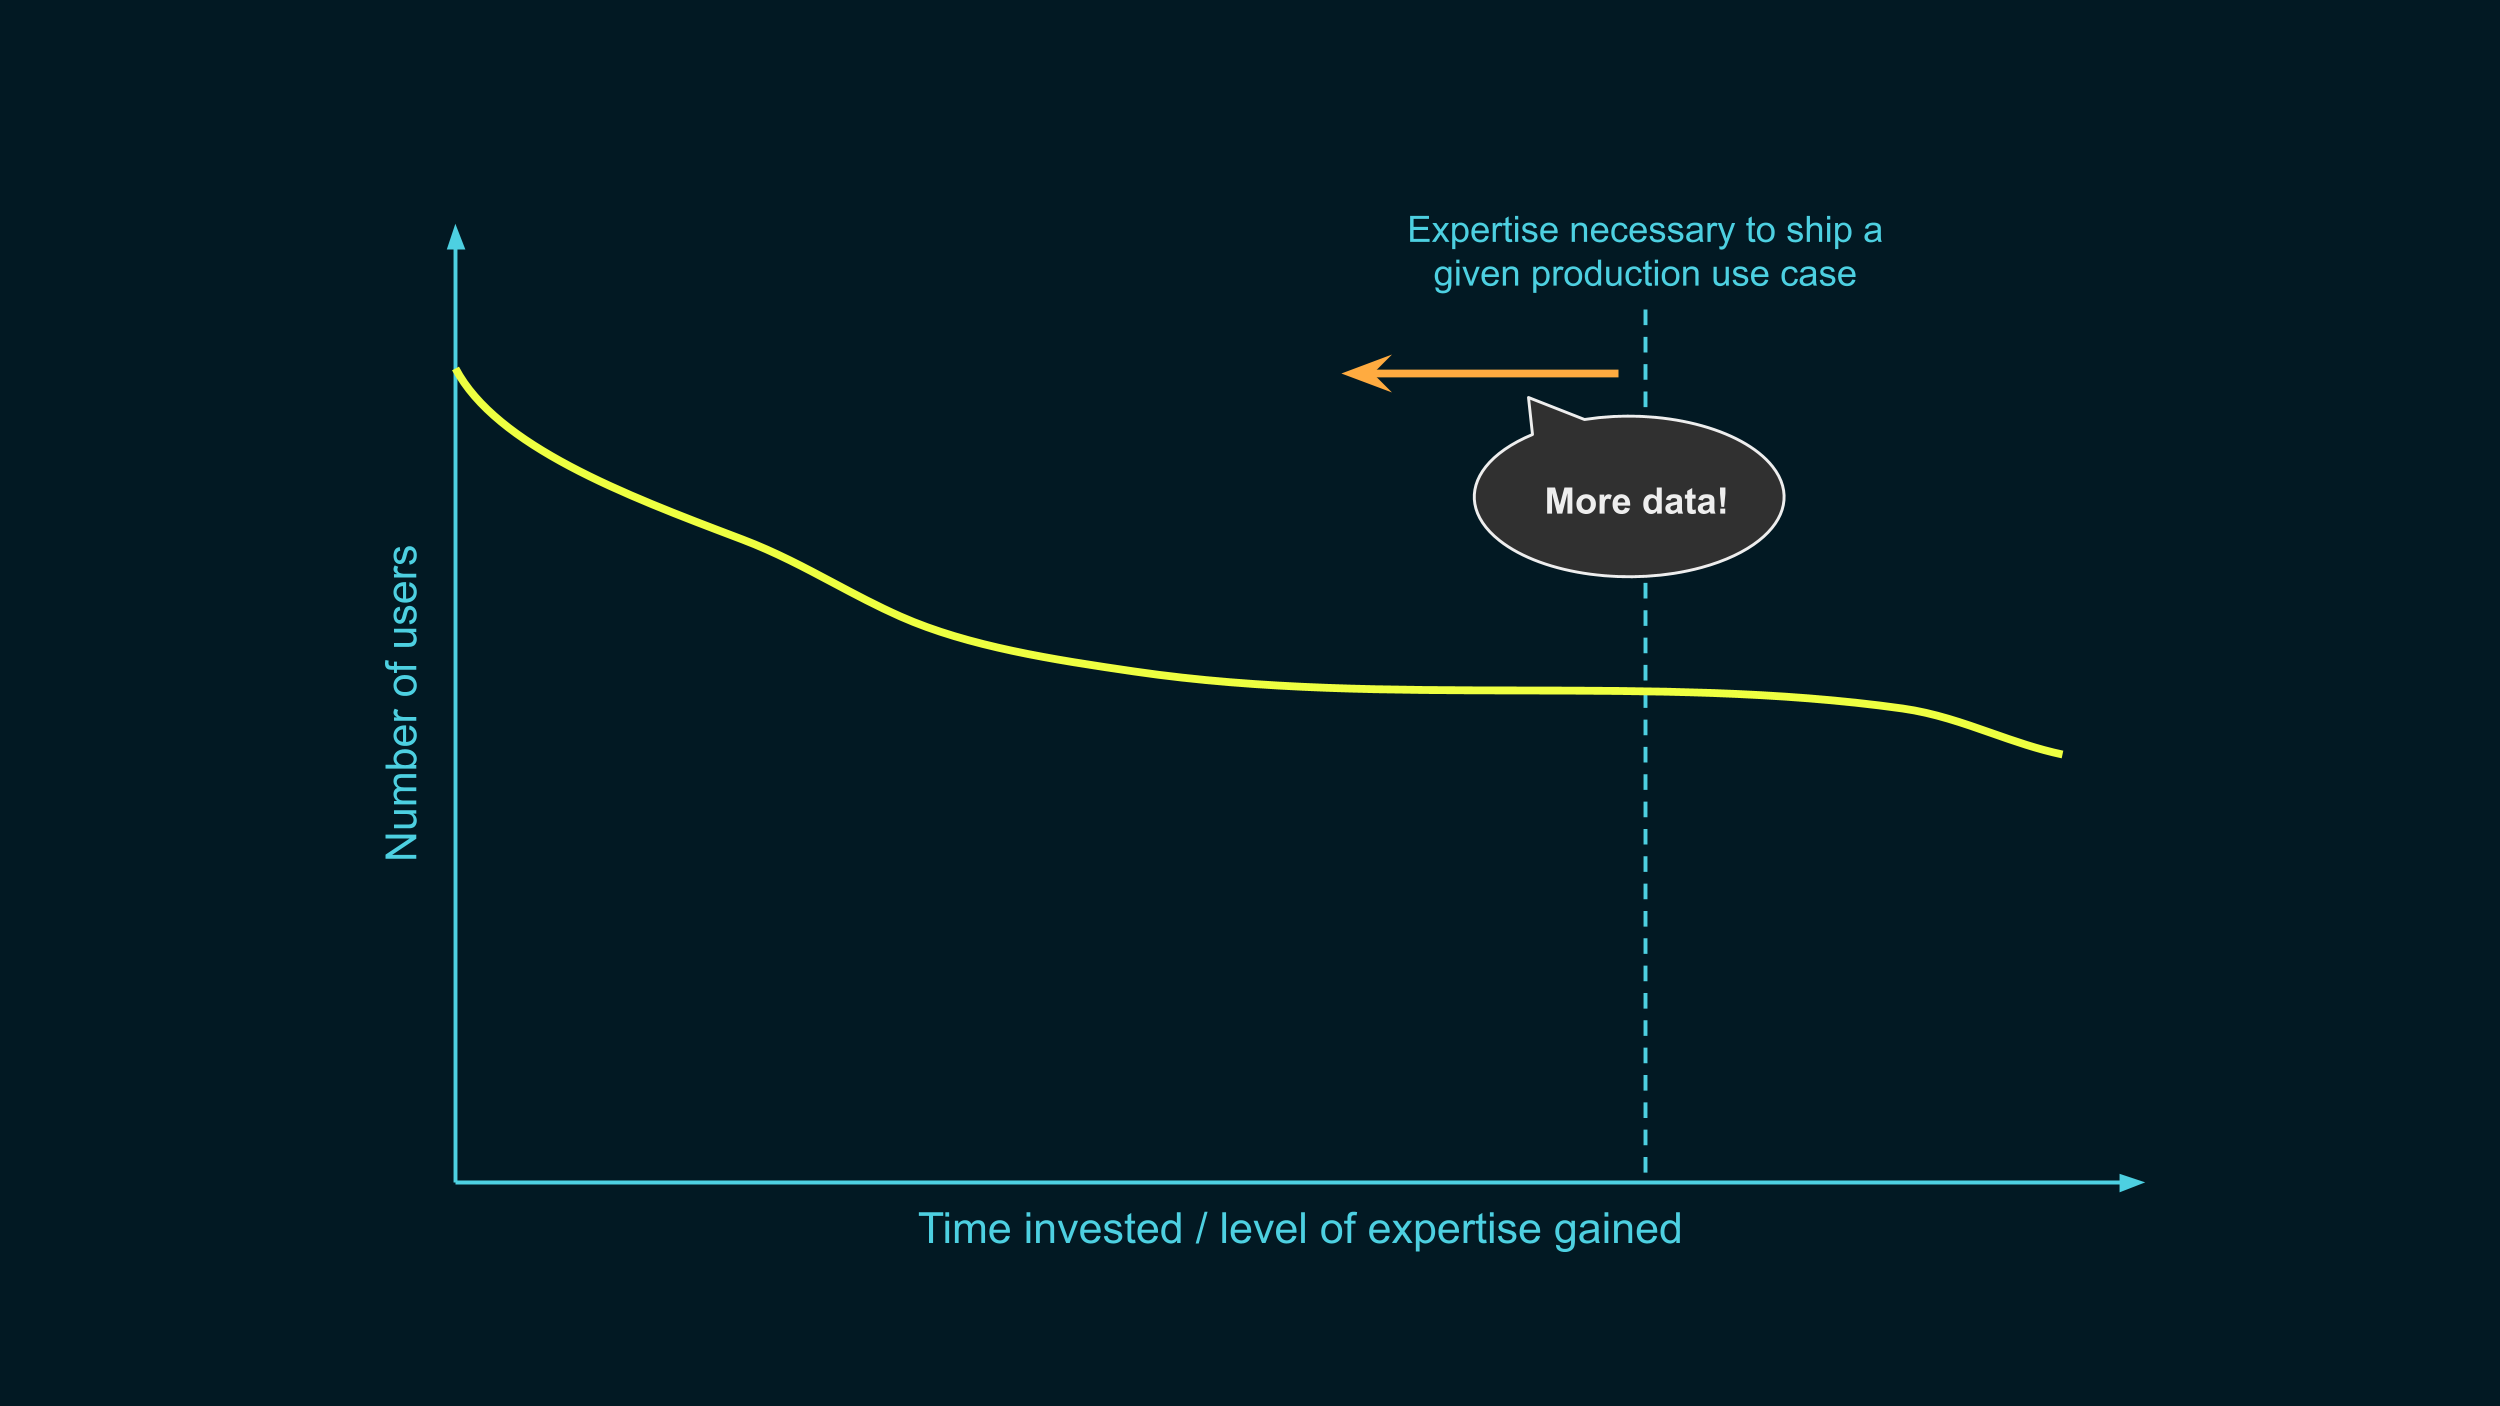 Expertise necessary to ship a
given production use case
More data!
Number of users
Time invested / level of expertise gained